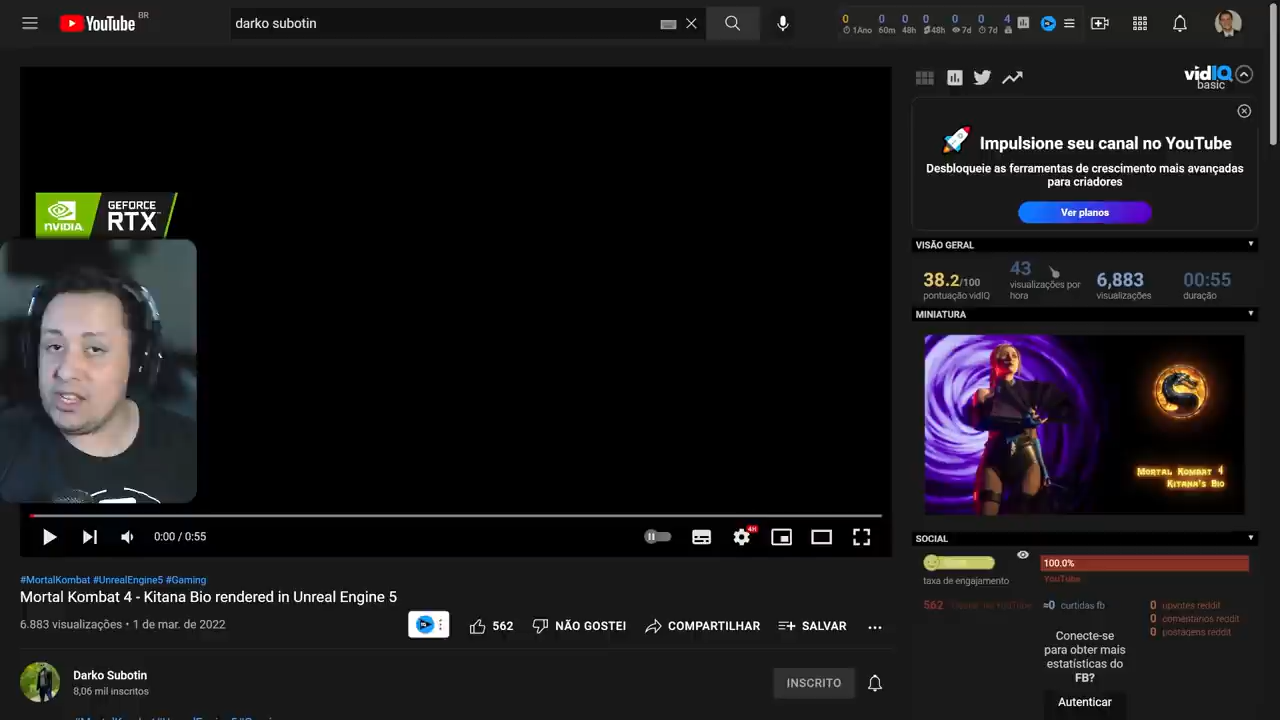 YouTube BR
darko subotin
0 0 0 0 0 0 4
1Ano 60m 48h 48h 7d 7d
vidIQ
basic
Impulsione seu canal no YouTube
Desbloqueie as ferramentas de crescimento mais avançadas
para criadores
Ver planos
NVIDIA. GEFORCE
RTX
VISÃO GERAL
38.2/100
pontuação vidIQ
43
visualizações por
hora
6,883
visualizações
00:55
duração
MINIATURA
MORTAL KOMBAT 4
KITANA'S BIO
0:00 / 0:55
4K
SOCIAL
taxa de engajamento
100.0%
YouTube
562
≈0 curtidas fb
0 upvotes reddit
0 comentários reddit
0 postagens reddit
Conecte-se
para obter mais
estatísticas do
FB?
Autenticar
#MortalKombat #UnrealEngine5 #Gaming
Mortal Kombat 4 - Kitana Bio rendered in Unreal Engine 5
6.883 visualizações • 1 de mar. de 2022
562 NÃO GOSTEI COMPARTILHAR SALVAR
Darko Subotin
8,06 mil inscritos
INSCRITO